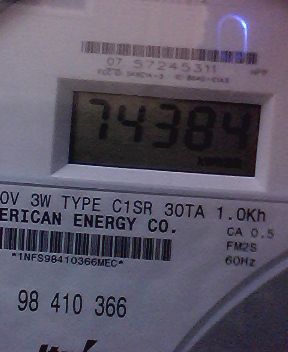 07 57245311
74384
0V 3W TYPE C1SR 30TA 1.0Kh
ERICAN ENERGY CO.
CA 0.5
FM2S
60Hz
*1NFS98410366MEC*
98 410 366